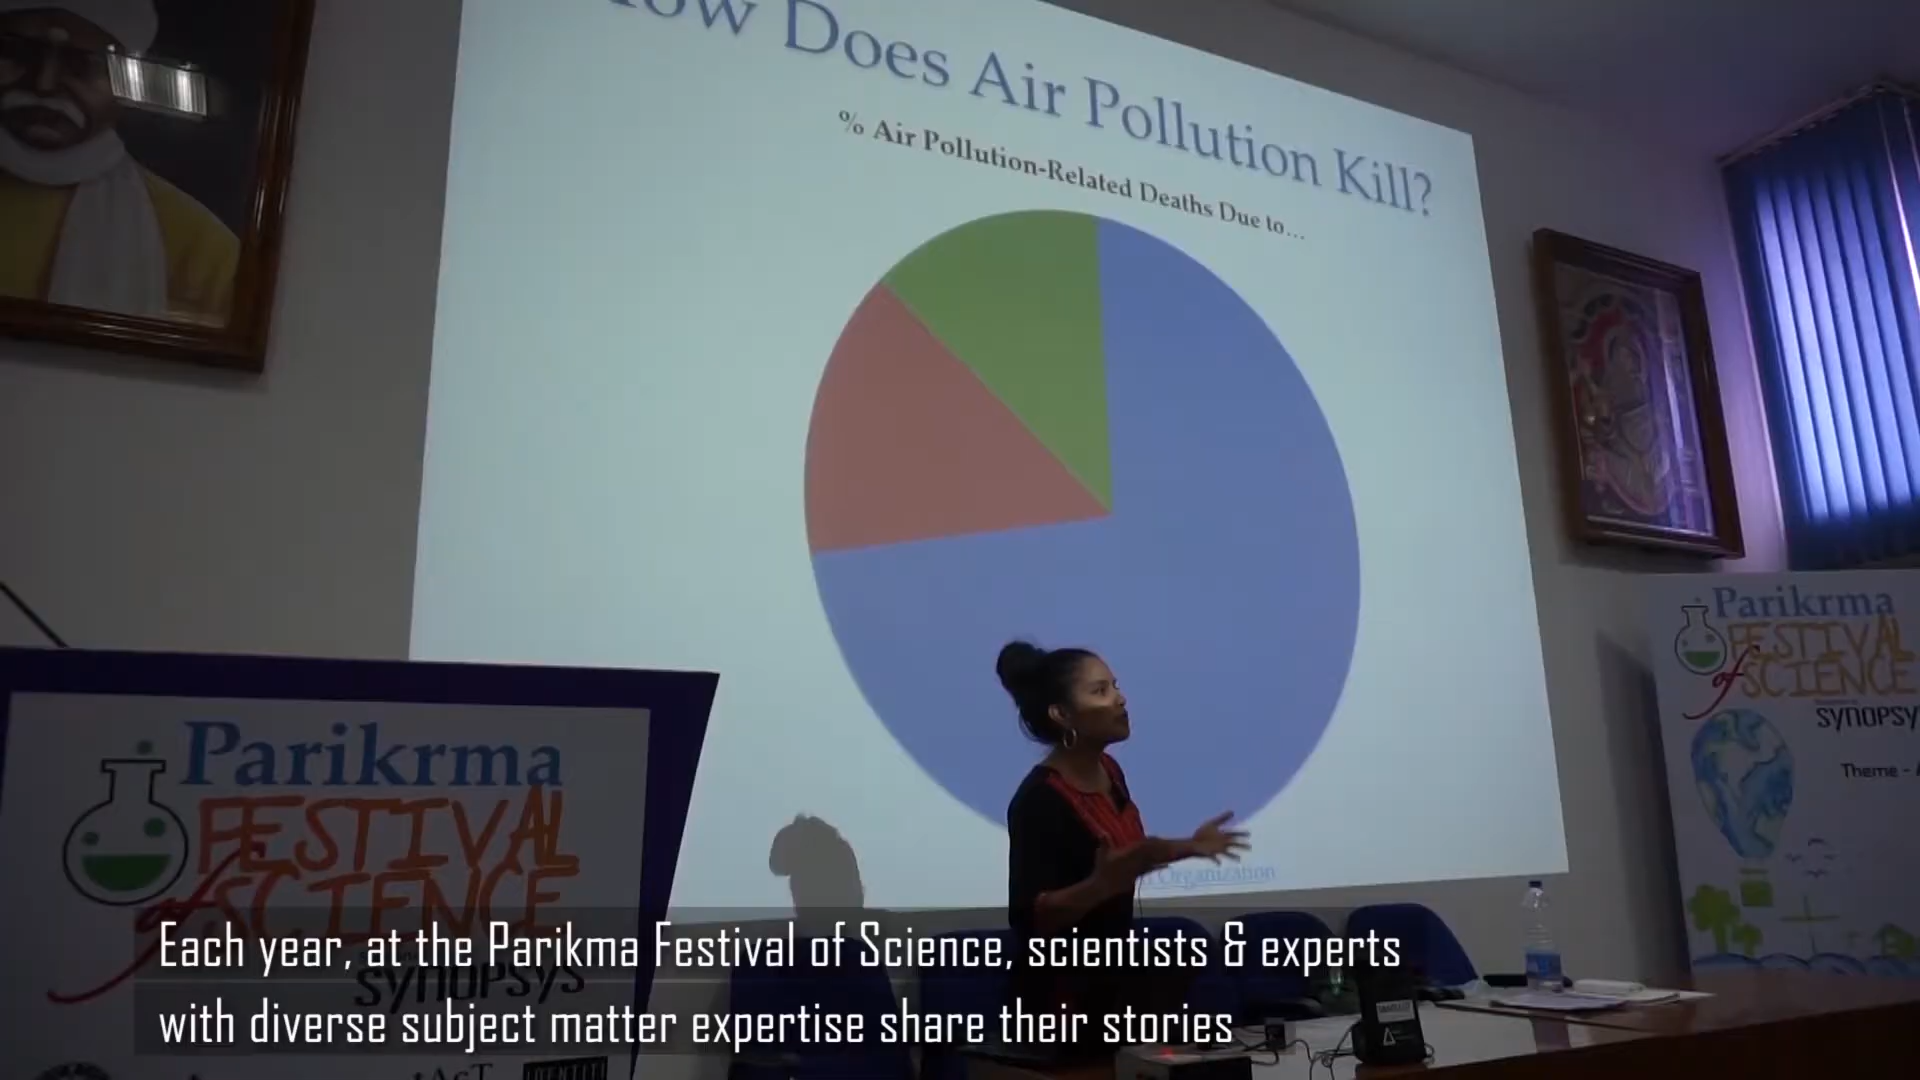 Does Air Pollution Kill?
% Air Pollution-Related Deaths Due to...
Organization
Parikrma
FESTIVAL
of SCIENCE
SYNOPSYS
Parikrma
FESTIVAL
of SCIENCE
Theme -
Each year, at the Parikma Festival of Science, scientists & experts
with diverse subject matter expertise share their stories